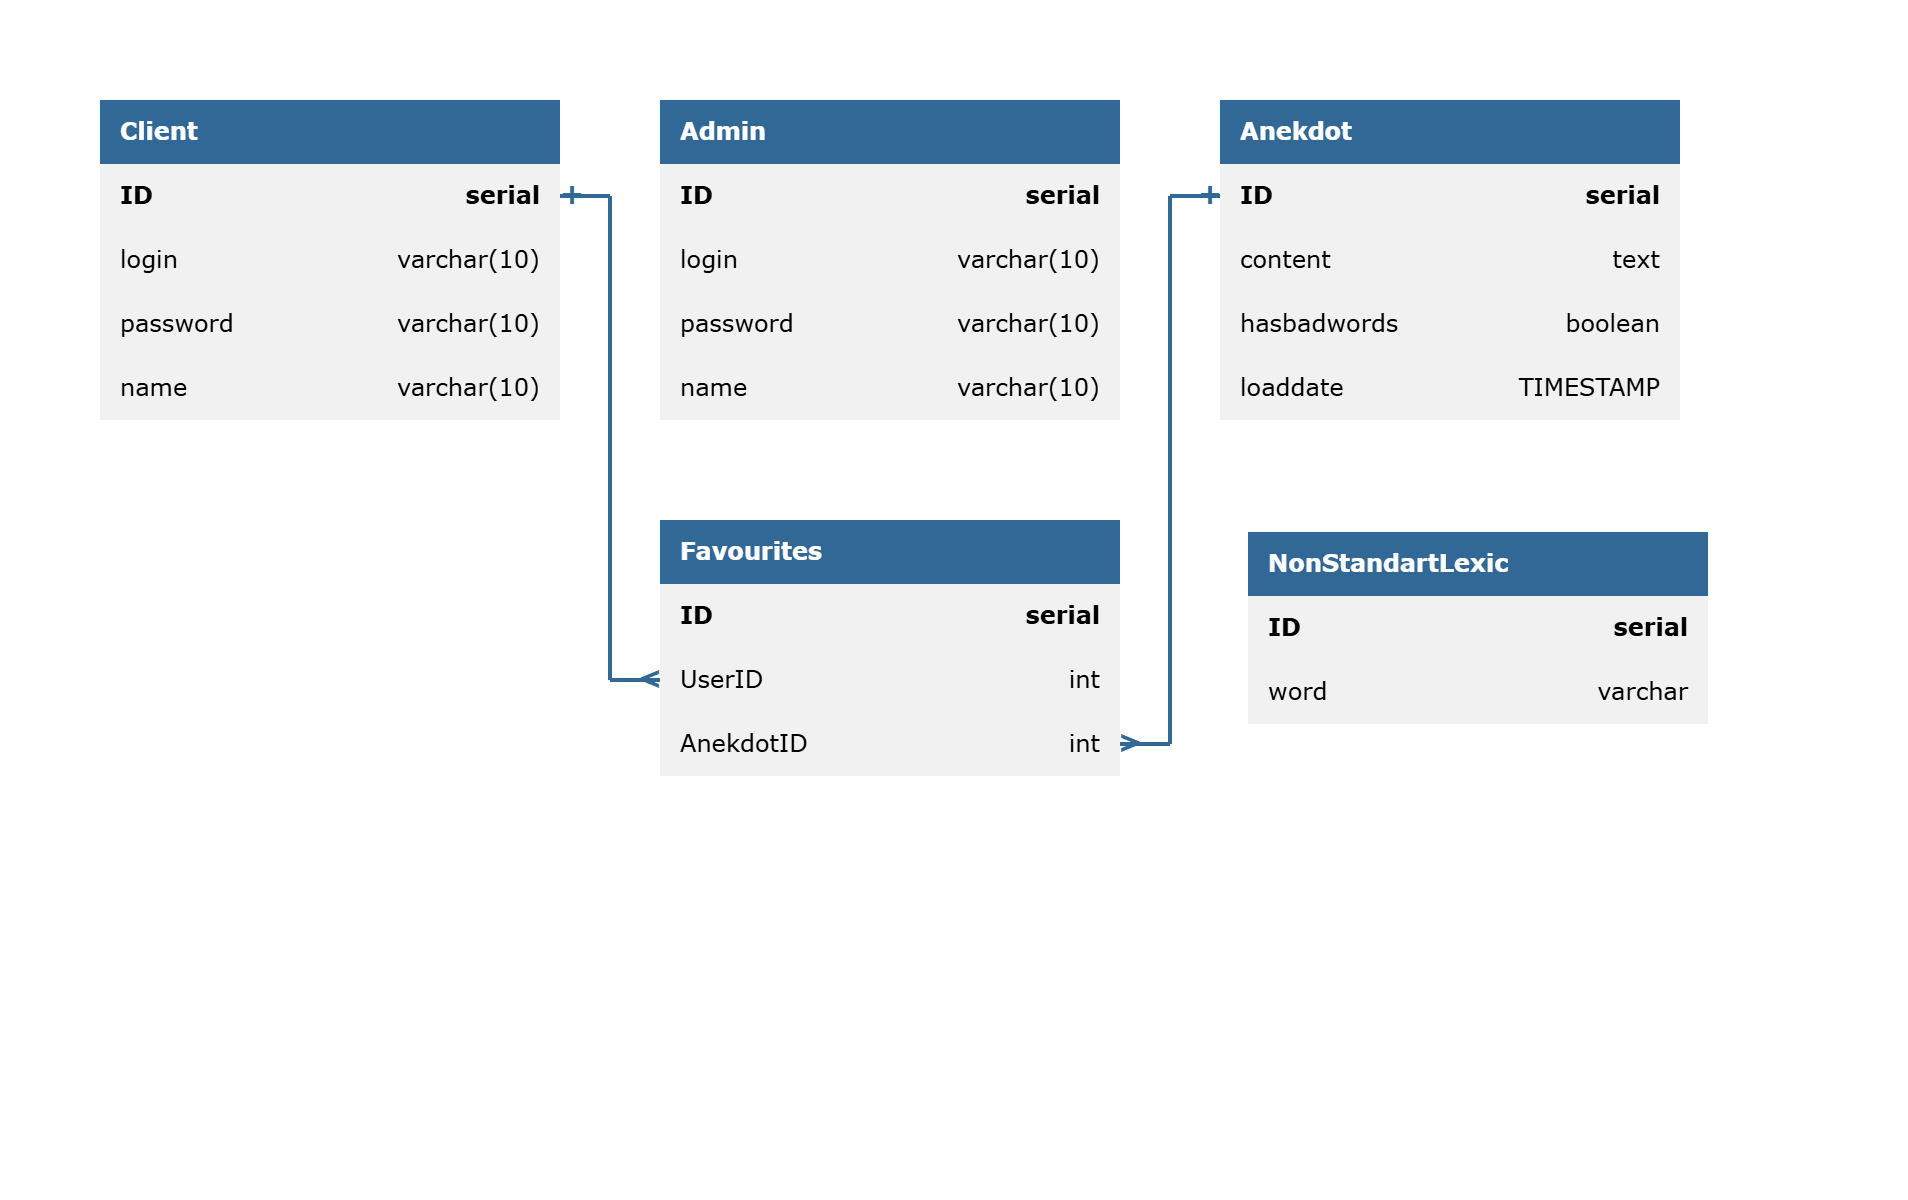 Client
ID serial
login varchar(10)
password varchar(10)
name varchar(10)
Admin
ID serial
login varchar(10)
password varchar(10)
name varchar(10)
Anekdot
ID serial
content text
hasbadwords boolean
loaddate TIMESTAMP
Favourites
ID serial
UserID int
AnekdotID int
NonStandartLexic
ID serial
word varchar